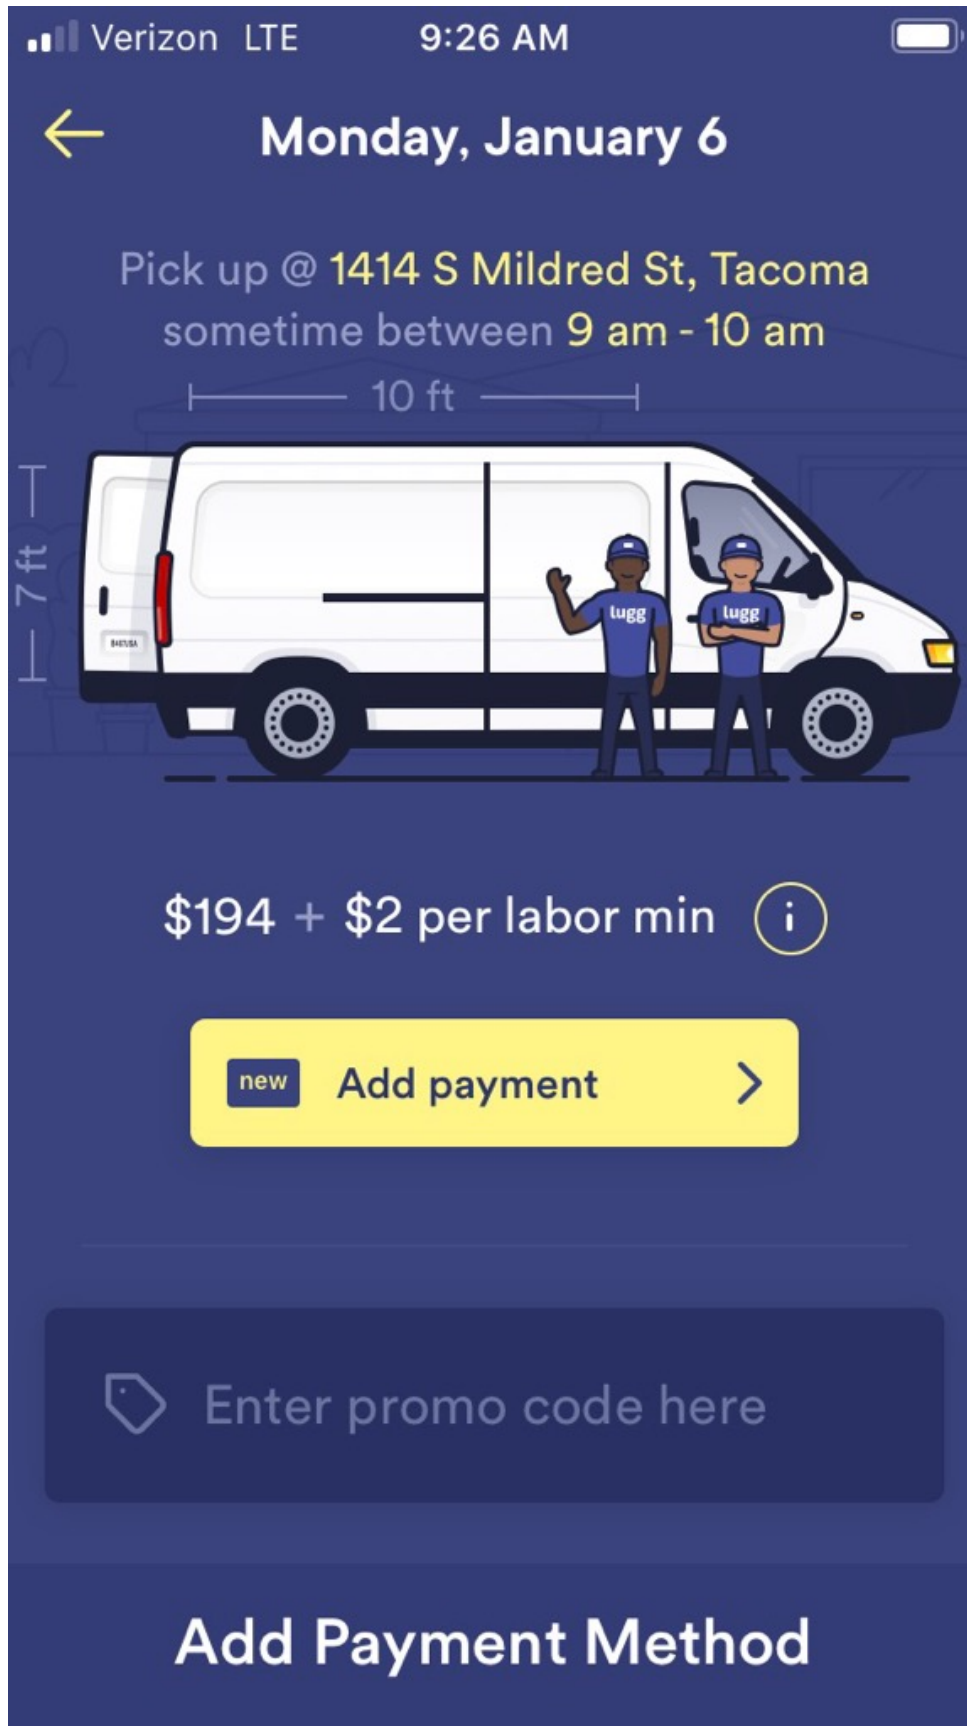 Verizon LTE 9:26 AM
Monday, January 6
Pick up @ 1414 S Mildred St, Tacoma
sometime between 9 am - 10 am
10 ft
7 ft
lugg lugg
$194 + $2 per labor min i
new Add payment
Enter promo code here
Add Payment Method